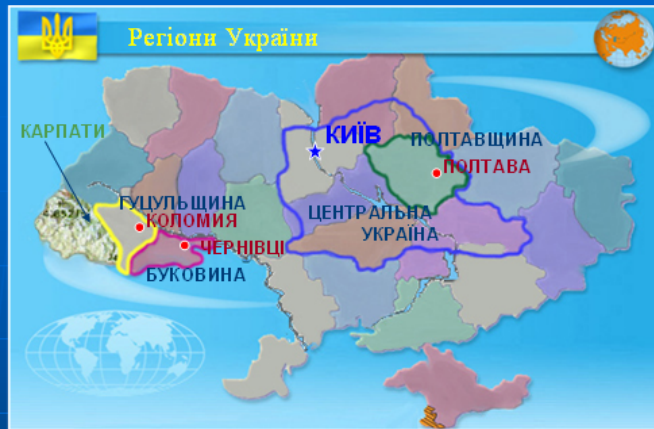 Регіони України
КАРПАТИ
КИЇВ
ПОЛТАВЩИНА
ПОЛТАВА
ГУЦУЛЬЩИНА
КОЛОМИЯ
ЦЕНТРАЛЬНА
УКРАЇНА
ЧЕРНІВЦІ
БУКОВИНА